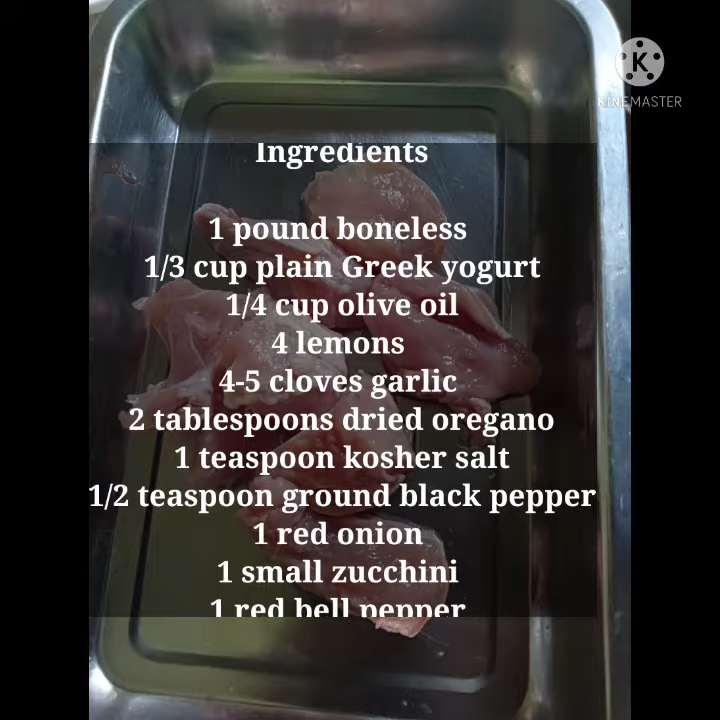 K
KINEMASTER
Ingredients
1 pound boneless
1/3 cup plain Greek yogurt
1/4 cup olive oil
4 lemons
4-5 cloves garlic
2 tablespoons dried oregano
1 teaspoon kosher salt
1/2 teaspoon ground black pepper
1 red onion
1 small zucchini
1 red bell pepper